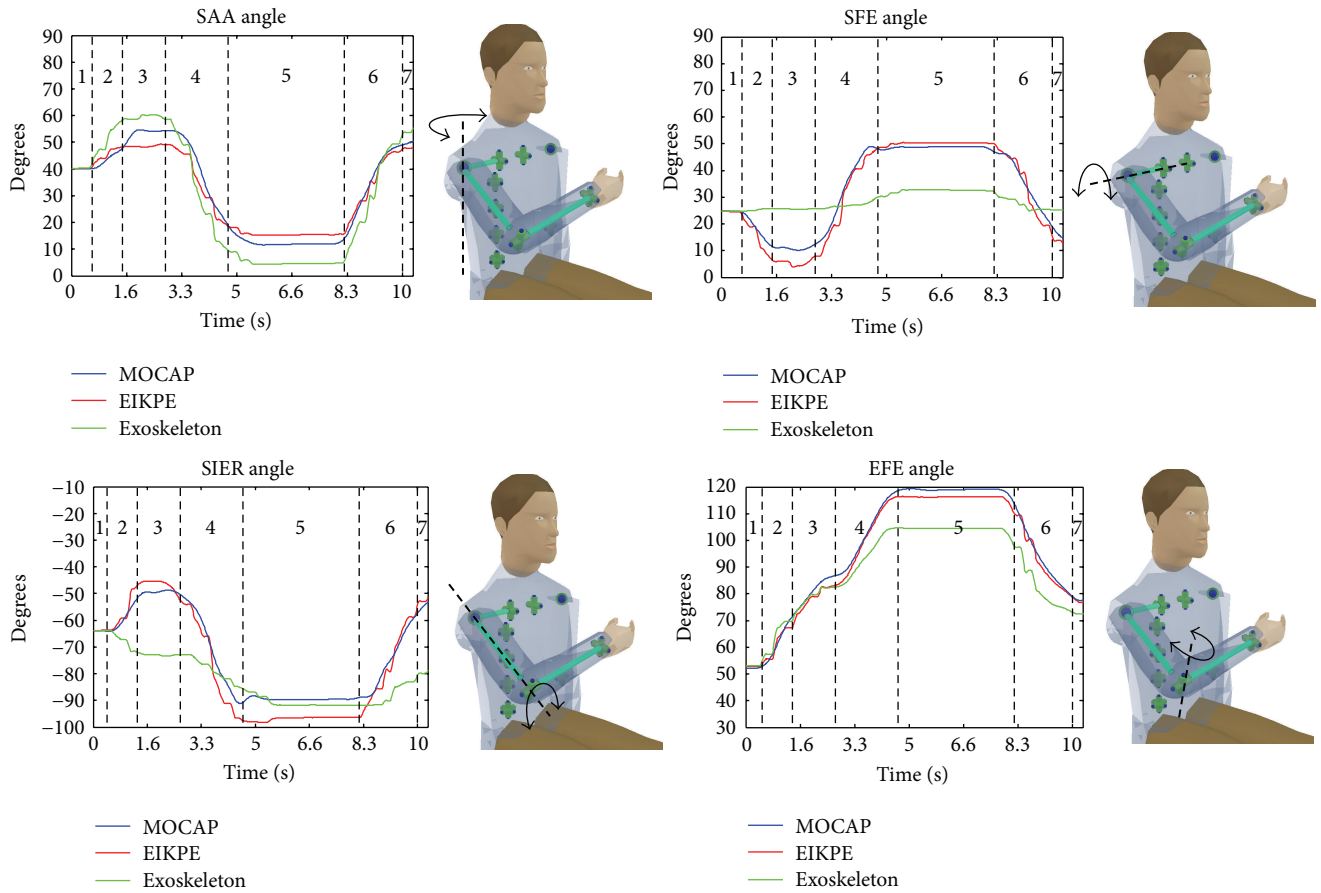 SAA angle
90
80
70
60
50
40
30
20
10
0
Degrees
1 2 3 4 5 6 7
0 1.6 3.3 5 6.6 8.3 10
Time (s)
MOCAP
EIKPE
Exoskeleton
SFE angle
90
80
70
60
50
40
30
20
10
0
Degrees
1 2 3 4 5 6 7
0 1.6 3.3 5 6.6 8.3 10
Time (s)
MOCAP
EIKPE
Exoskeleton
SIER angle
−10
−20
−30
−40
−50
−60
−70
−80
−90
−100
Degrees
1 2 3 4 5 6 7
0 1.6 3.3 5 6.6 8.3 10
Time (s)
MOCAP
EIKPE
Exoskeleton
EFE angle
120
110
100
90
80
70
60
50
40
30
Degrees
1 2 3 4 5 6 7
0 1.6 3.3 5 6.6 8.3 10
Time (s)
MOCAP
EIKPE
Exoskeleton